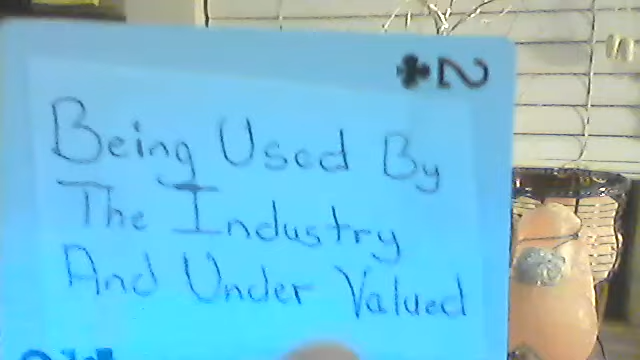 2
Being Used By
The Industry
And Under Valued